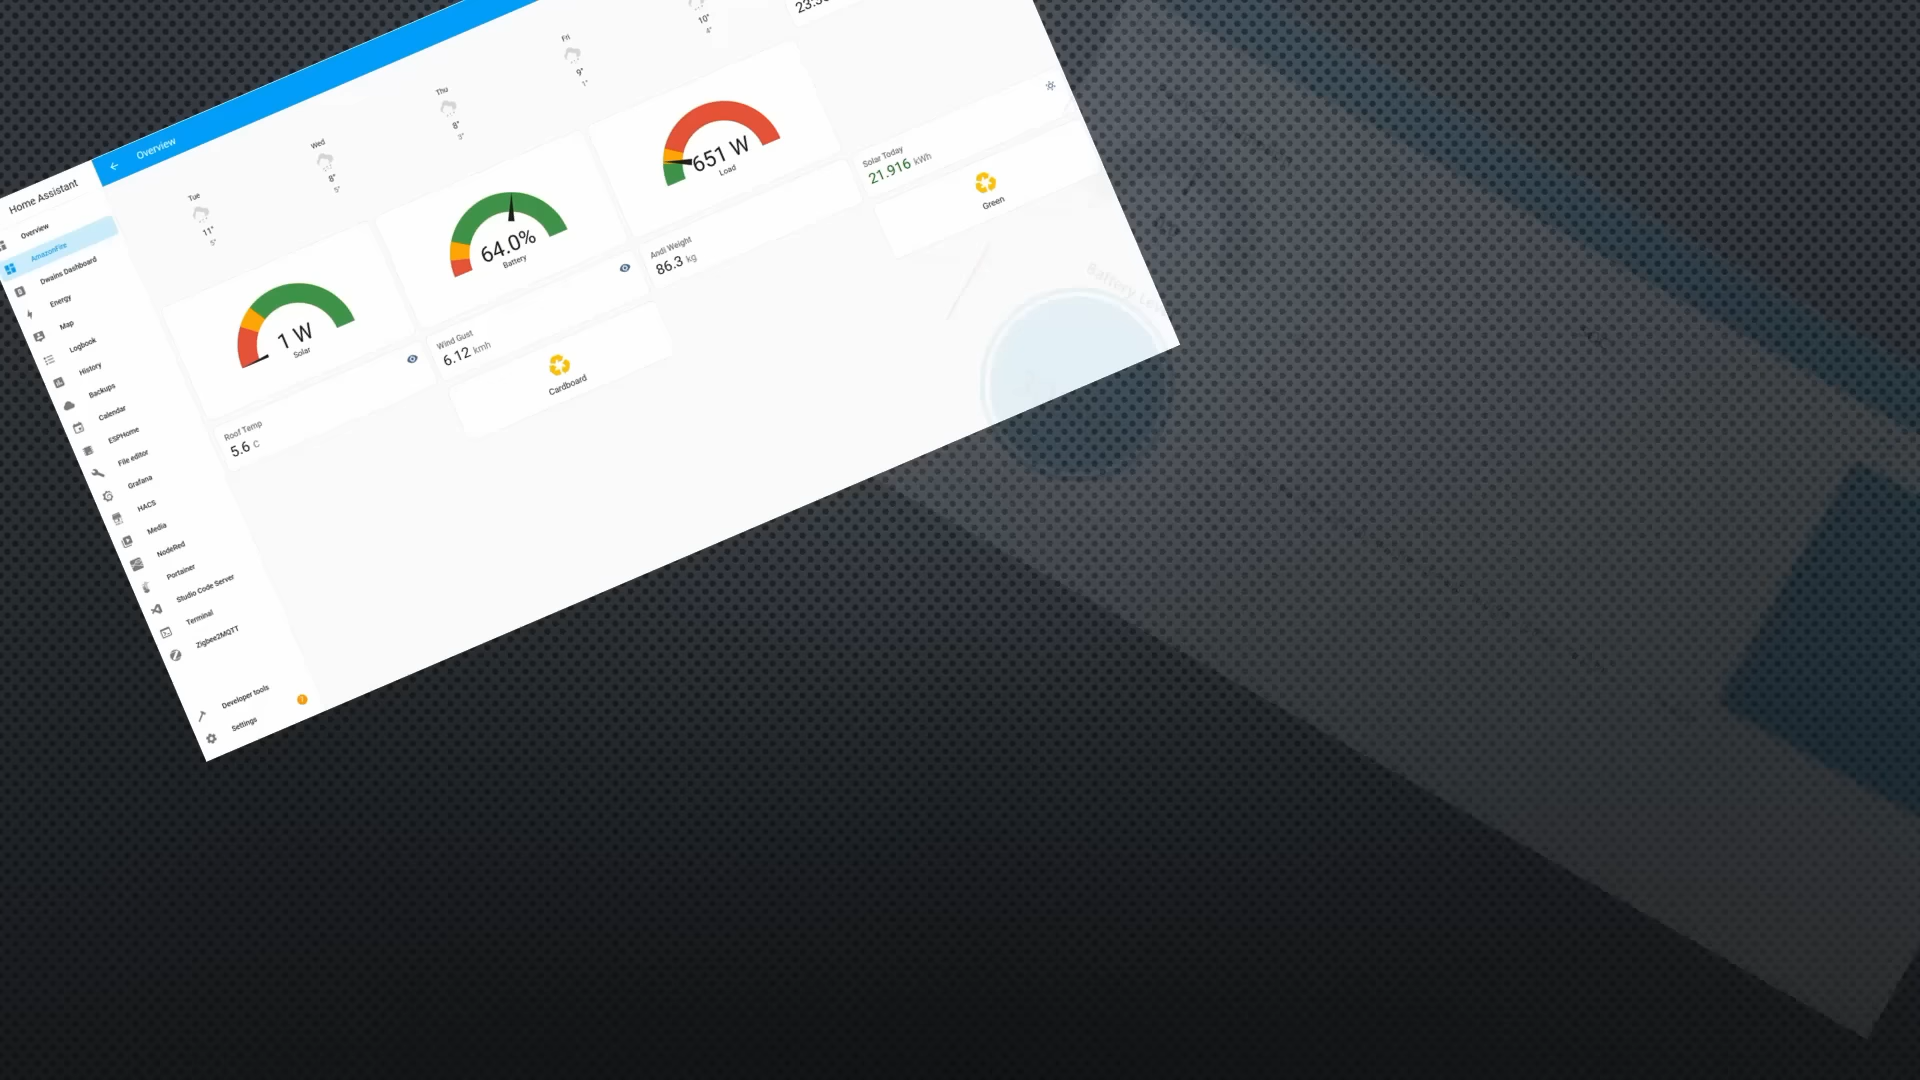 Home Assistant
Overview
AmazonFire
Dwains Dashboard
Energy
Map
Logbook
History
Backups
Calendar
ESPHome
File editor
Grafana
HACS
Media
NodeRed
Portainer
Studio Code Server
Terminal
Zigbee2MQTT
Developer tools
Settings
Overview
Tue
11°
5°
Wed
8°
5°
Thu
8°
3°
Fri
9°
1°
10°
4°
1 W
Solar
64.0%
Battery
651 W
Load
Roof Temp
5.6 C
Wind Gust
6.12 kmh
Andi Weight
86.3 kg
Solar Today
21.916 kWh
Cardboard
Green
Battery